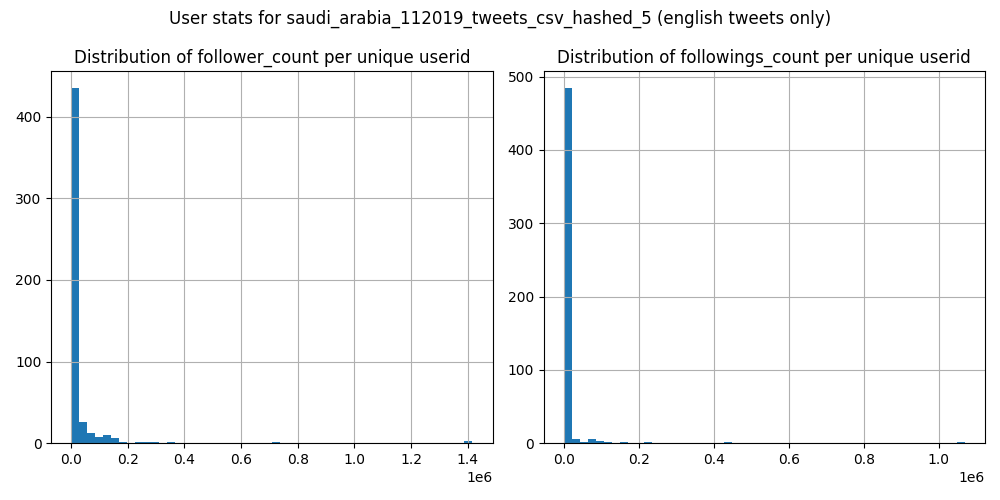 User stats for saudi_arabia_112019_tweets_csv_hashed_5 (english tweets only)
Distribution of follower_count per unique userid
400
300
200
100
0
0.0 0.2 0.4 0.6 0.8 1.0 1.2 1.4
1e6
Distribution of followings_count per unique userid
500
400
300
200
100
0
0.0 0.2 0.4 0.6 0.8 1.0
1e6